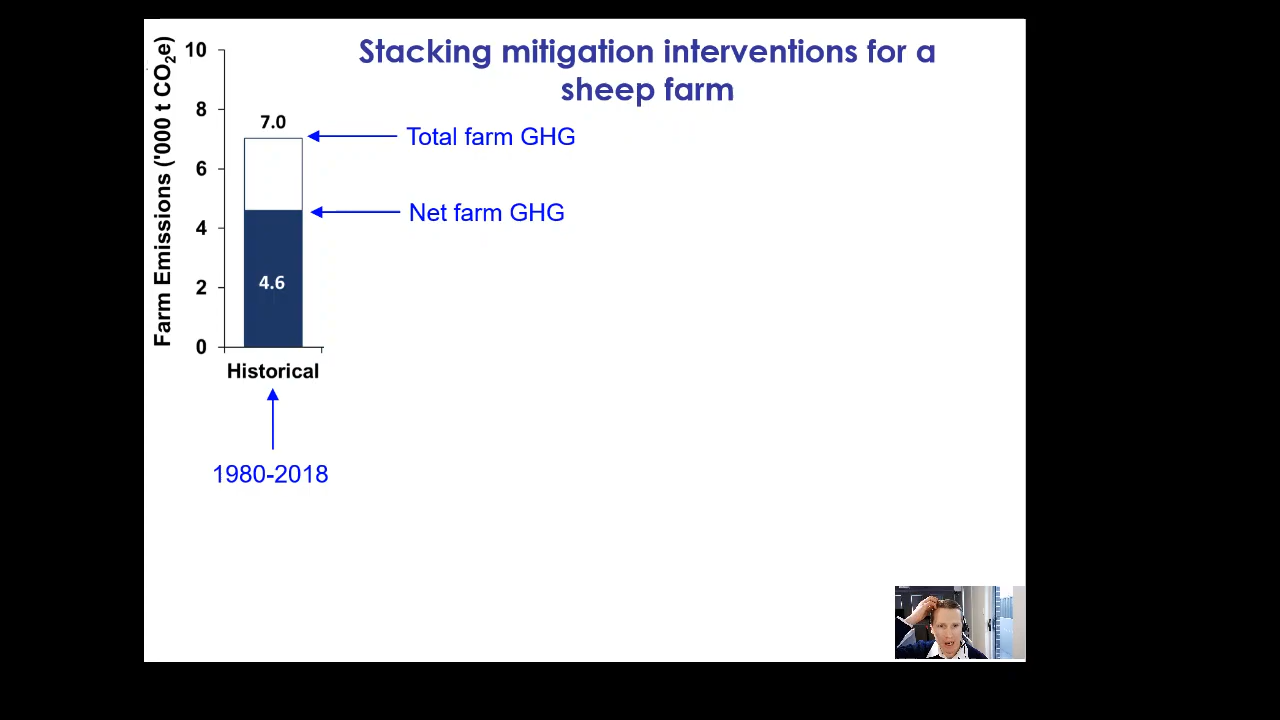 Stacking mitigation interventions for a
sheep farm
Farm Emissions ('000 t CO₂e)
10
8
6
4
2
0
7.0
4.6
Total farm GHG
Net farm GHG
Historical
1980-2018